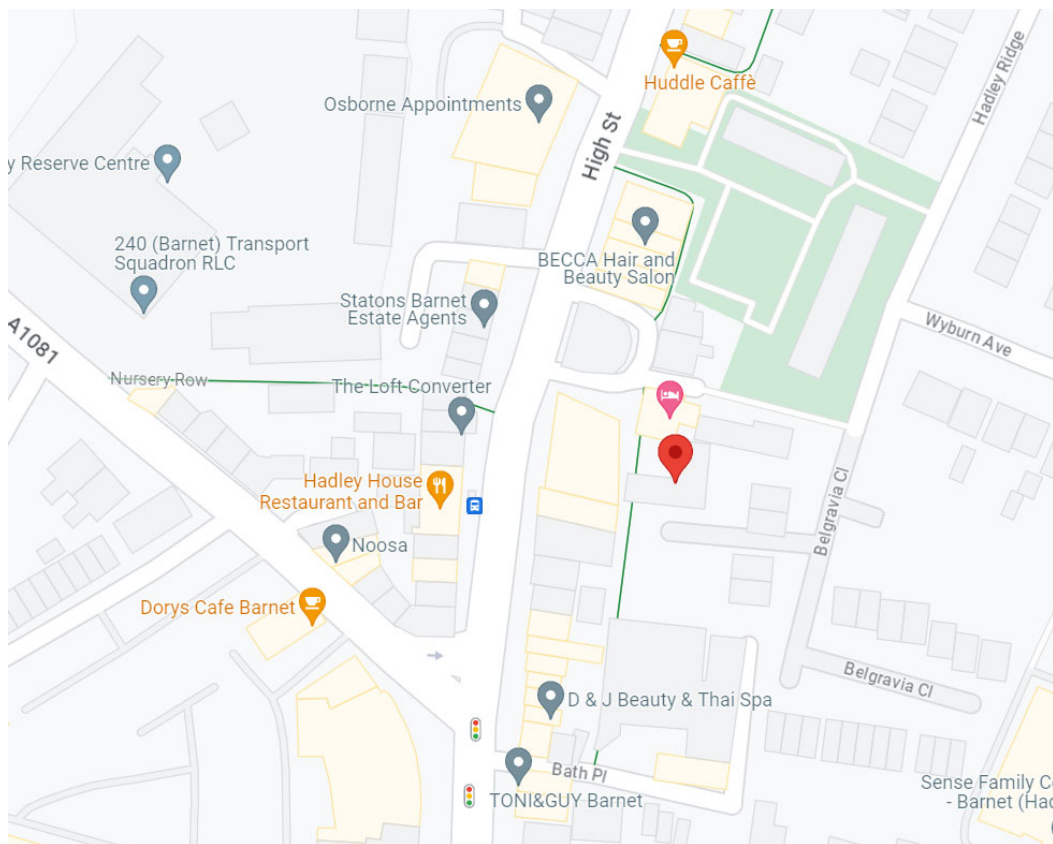 Huddle Caffè
Osborne Appointments
Hadley Ridge
High St
y Reserve Centre
240 (Barnet) Transport
Squadron RLC
BECCA Hair and
Beauty Salon
Statons Barnet
Estate Agents
A1081
Wyburn Ave
Nursery Row
The Loft Converter
Hadley House
Restaurant and Bar
Belgravia Cl
Noosa
Dorys Cafe Barnet
Belgravia Cl
D & J Beauty & Thai Spa
Bath Pl
TONI&GUY Barnet
Sense Family C
- Barnet (Had